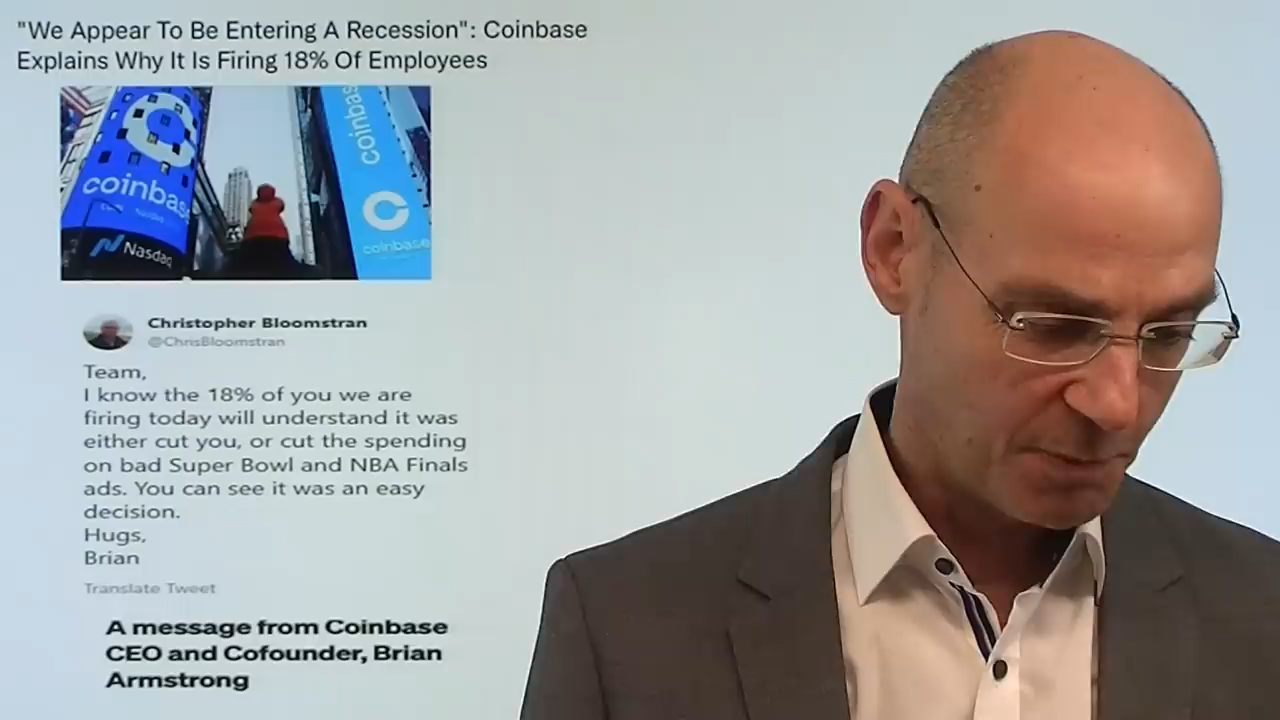 "We Appear To Be Entering A Recession": Coinbase
Explains Why It Is Firing 18% Of Employees
coinbas
Nasdaq
coinbas
coinbase
Christopher Bloomstran
@ChrisBloomstran
Team,
I know the 18% of you we are
firing today will understand it was
either cut you, or cut the spending
on bad Super Bowl and NBA Finals
ads. You can see it was an easy
decision.
Hugs,
Brian
Translate Tweet
A message from Coinbase
CEO and Cofounder, Brian
Armstrong